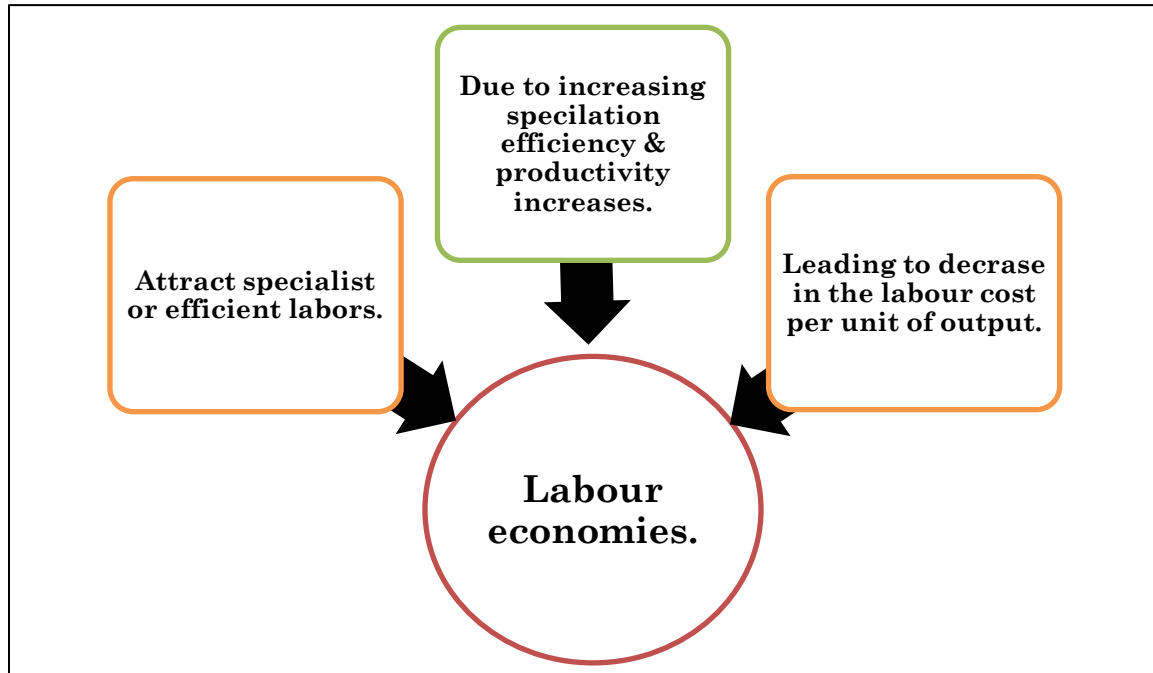 Due to increasing
specilation
efficiency &
productivity
increases.
Attract specialist
or efficient labors.
Leading to decrase
in the labour cost
per unit of output.
Labour
economies.